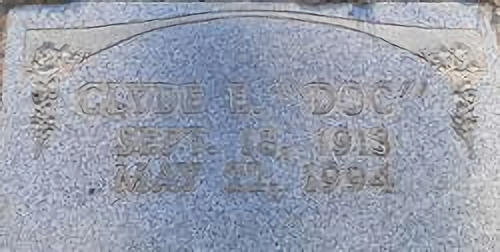 CLYDE E. "DOC"
SEPT. 18, 1913
MAY 22, 1994